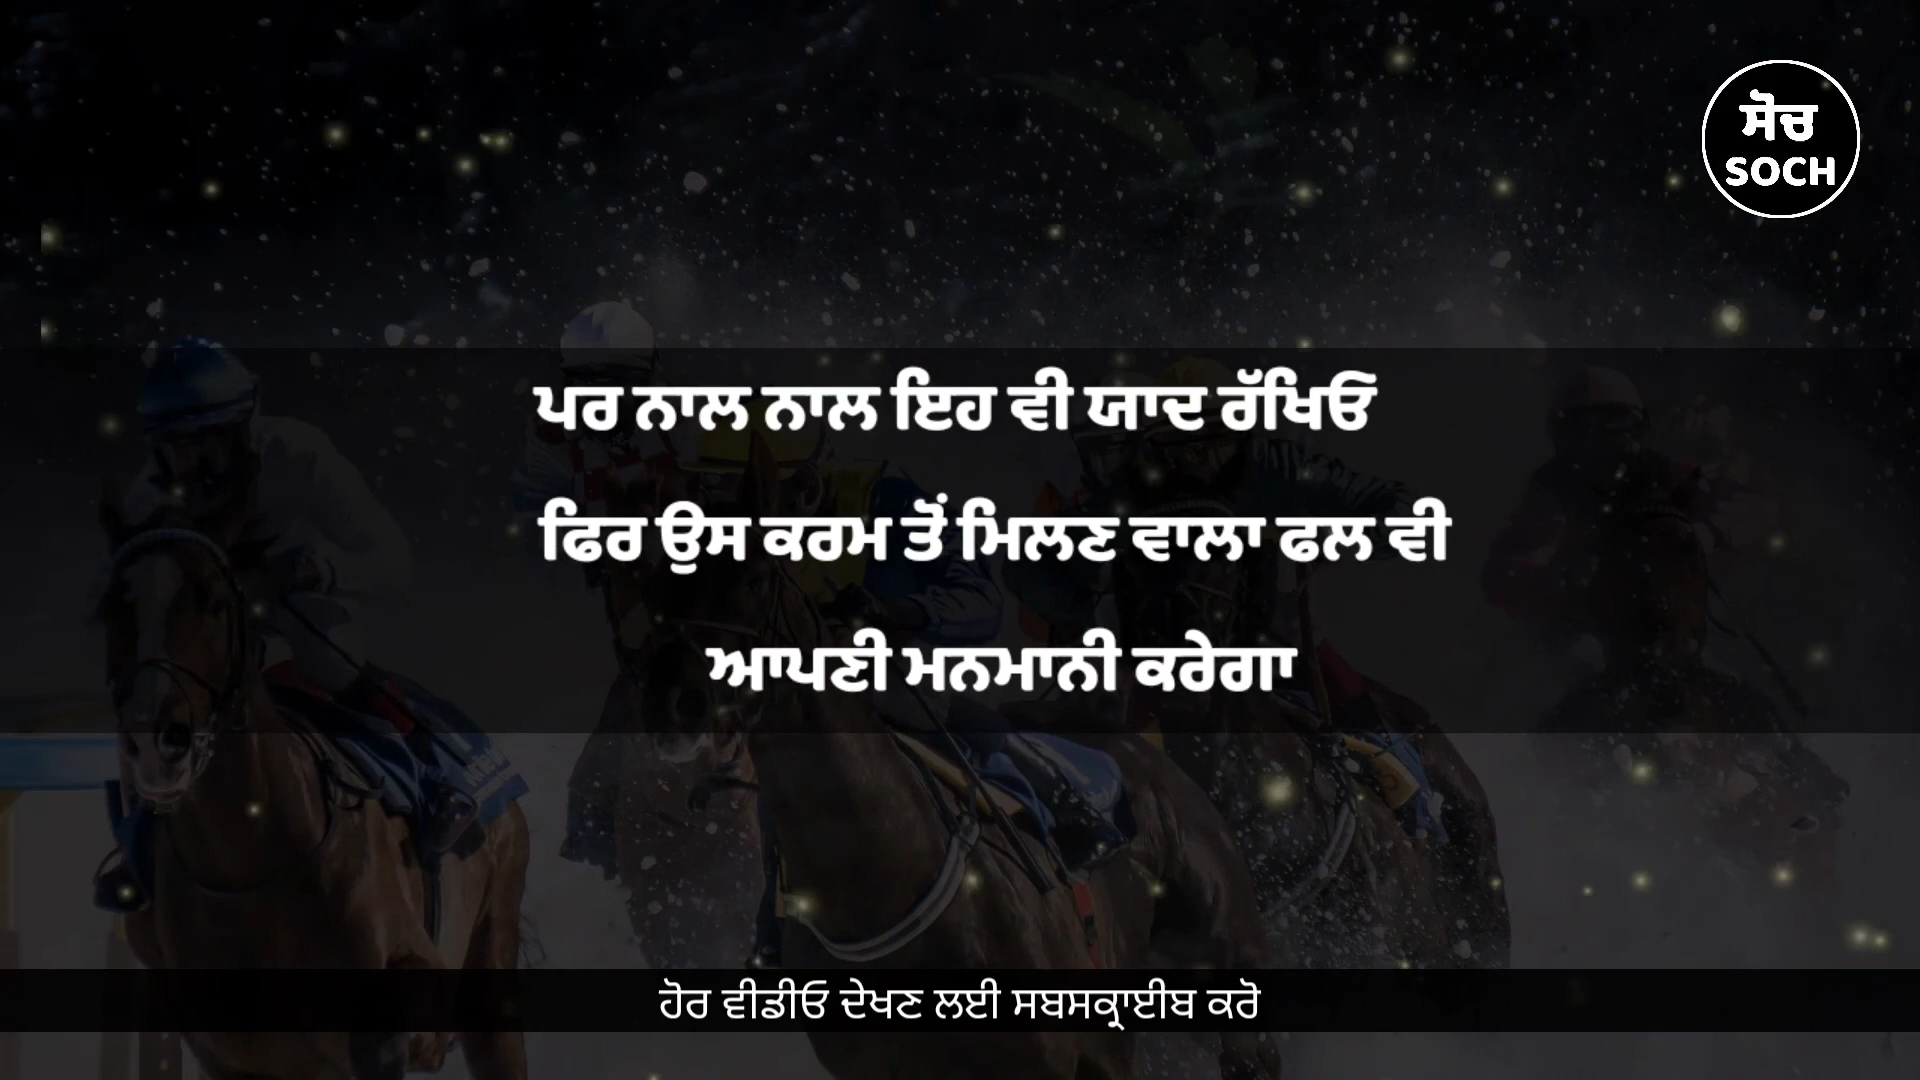 ਸੋਚ
SOCH
ਪਰ ਨਾਲ ਨਾਲ ਇਹ ਵੀ ਯਾਦ ਰੱਖਿਓ
ਫਿਰ ਉਸ ਕਰਮ ਤੋਂ ਮਿਲਣ ਵਾਲਾ ਫਲ ਵੀ
ਆਪਣੀ ਮਨਮਾਨੀ ਕਰੇਗਾ
ਹੋਰ ਵੀਡੀਓ ਦੇਖਣ ਲਈ ਸਬਸਕ੍ਰਾਈਬ ਕਰੋ